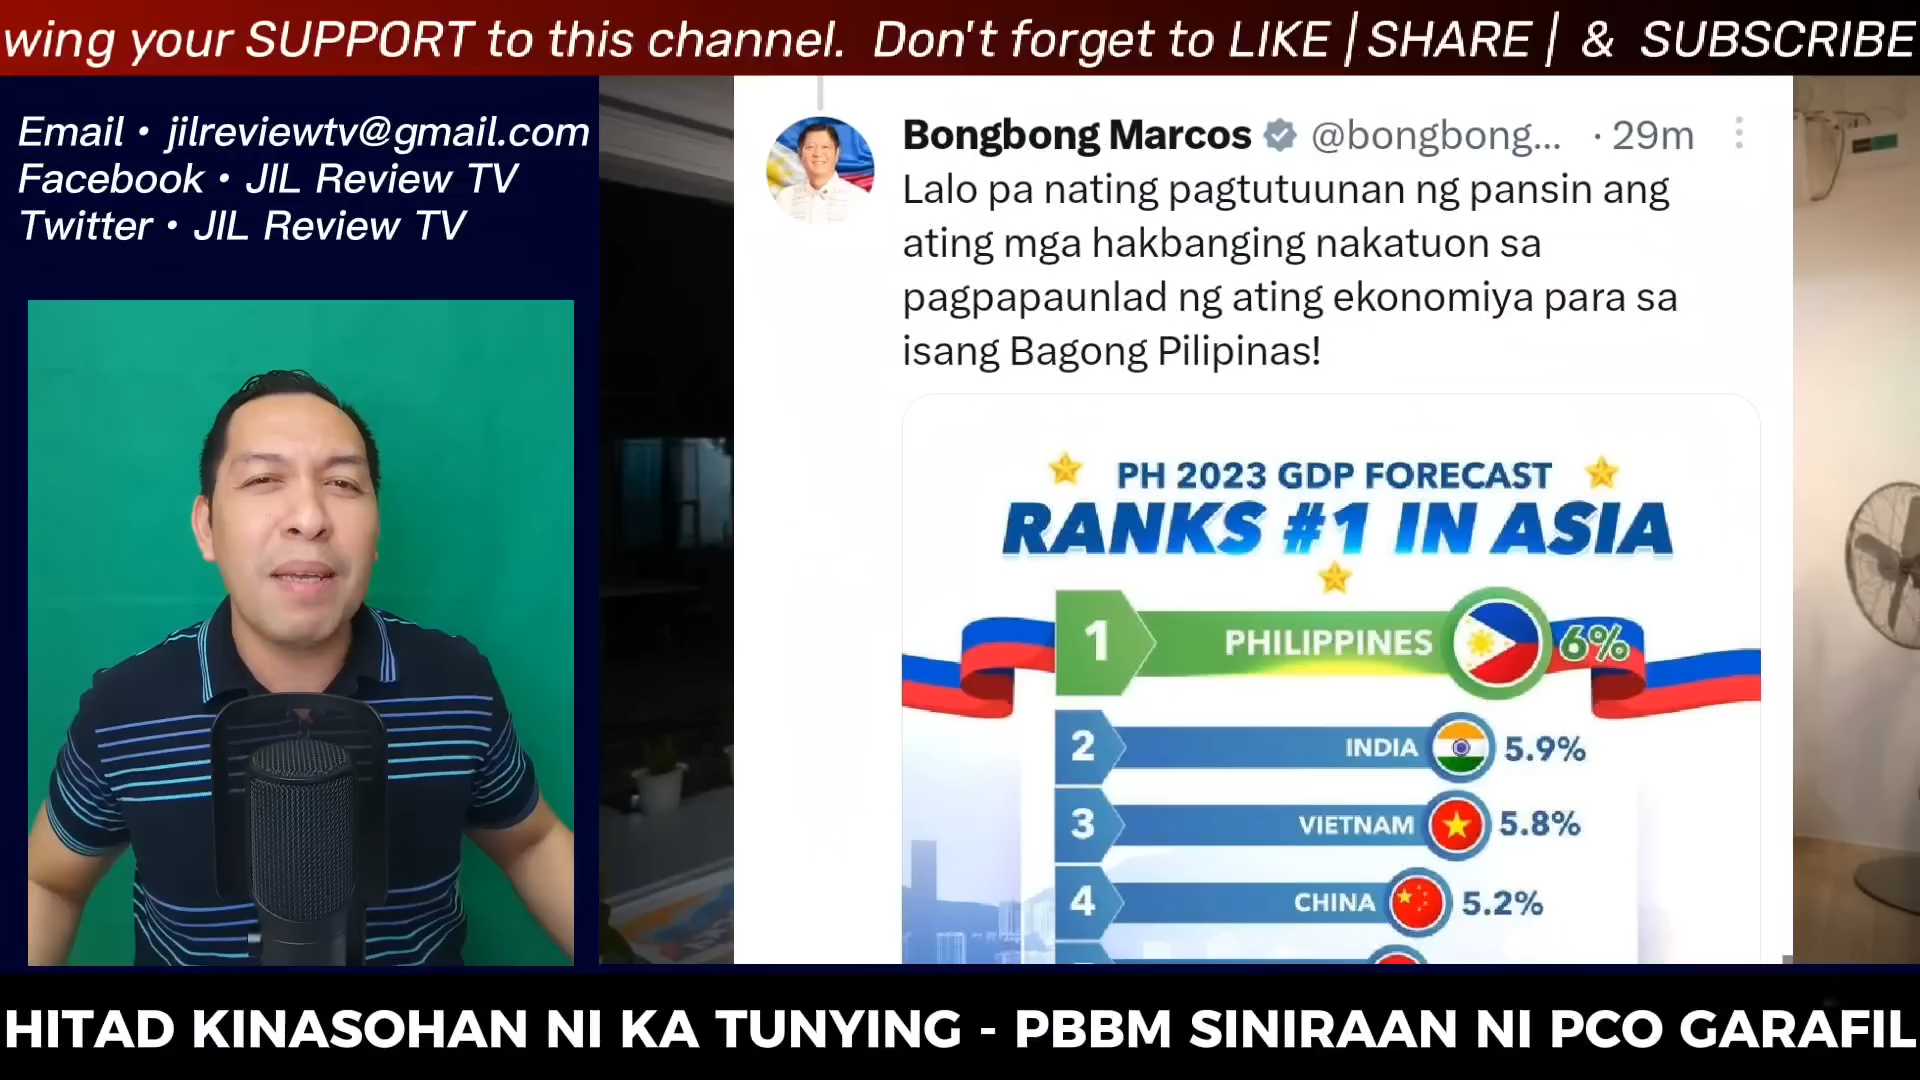 wing your SUPPORT to this channel. Don't forget to LIKE | SHARE | & SUBSCRIBE
Email • jilreviewtv@gmail.com
Facebook • JIL Review TV
Twitter • JIL Review TV
Bongbong Marcos @bongbong... · 29m
Lalo pa nating pagtutuunan ng pansin ang
ating mga hakbanging nakatuon sa
pagpapaunlad ng ating ekonomiya para sa
isang Bagong Pilipinas!
PH 2023 GDP FORECAST
RANKS #1 IN ASIA
1 PHILIPPINES 6%
2 INDIA 5.9%
3 VIETNAM 5.8%
4 CHINA 5.2%
HITAD KINASOHAN NI KA TUNYING - PBBM SINIRAAN NI PCO GARAFIL